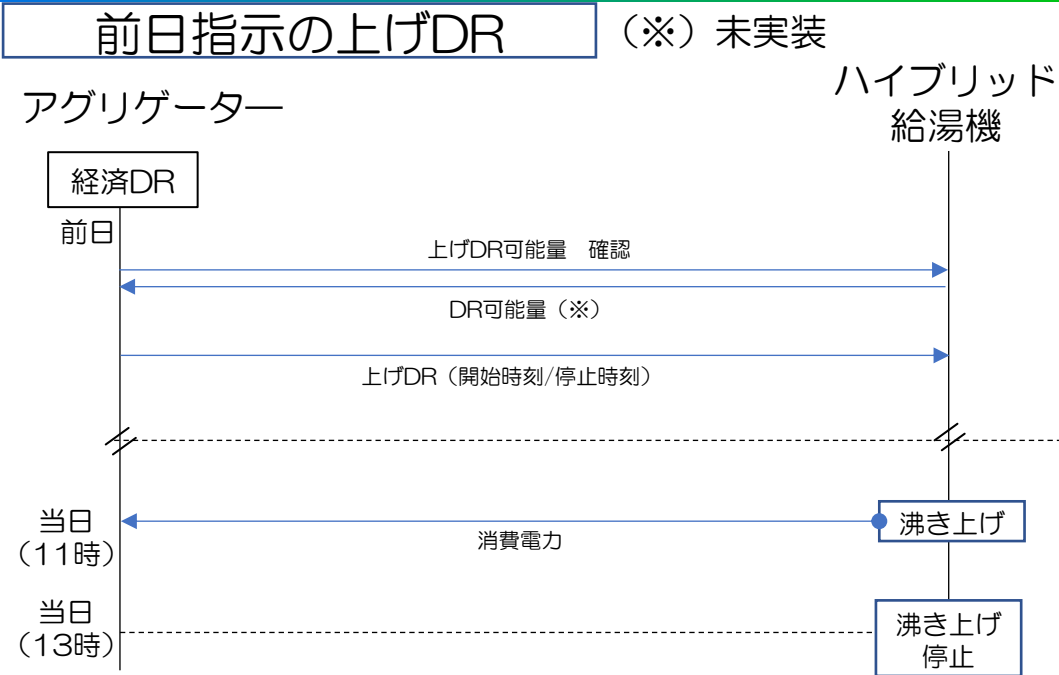 前日指示の上げDR
（※）未実装
アグリゲーター
ハイブリッド
給湯機
経済DR
前日
上げDR可能量　確認
DR可能量（※）
上げDR（開始時刻/停止時刻）
当日
（11時）
消費電力
沸き上げ
当日
（13時）
沸き上げ
停止